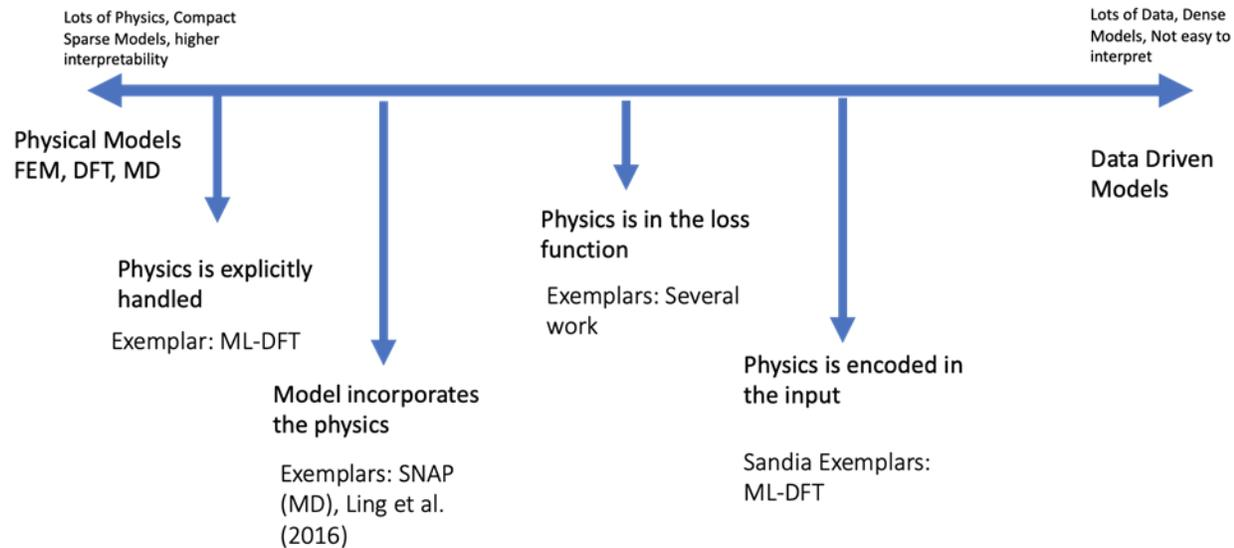 Lots of Physics, Compact
Sparse Models, higher
interpretability
Lots of Data, Dense
Models, Not easy to
interpret
Physical Models
FEM, DFT, MD
Data Driven
Models
Physics is explicitly
handled
Exemplar: ML-DFT
Model incorporates
the physics
Exemplars: SNAP
(MD), Ling et al.
(2016)
Physics is in the loss
function
Exemplars: Several
work
Physics is encoded in
the input
Sandia Exemplars:
ML-DFT